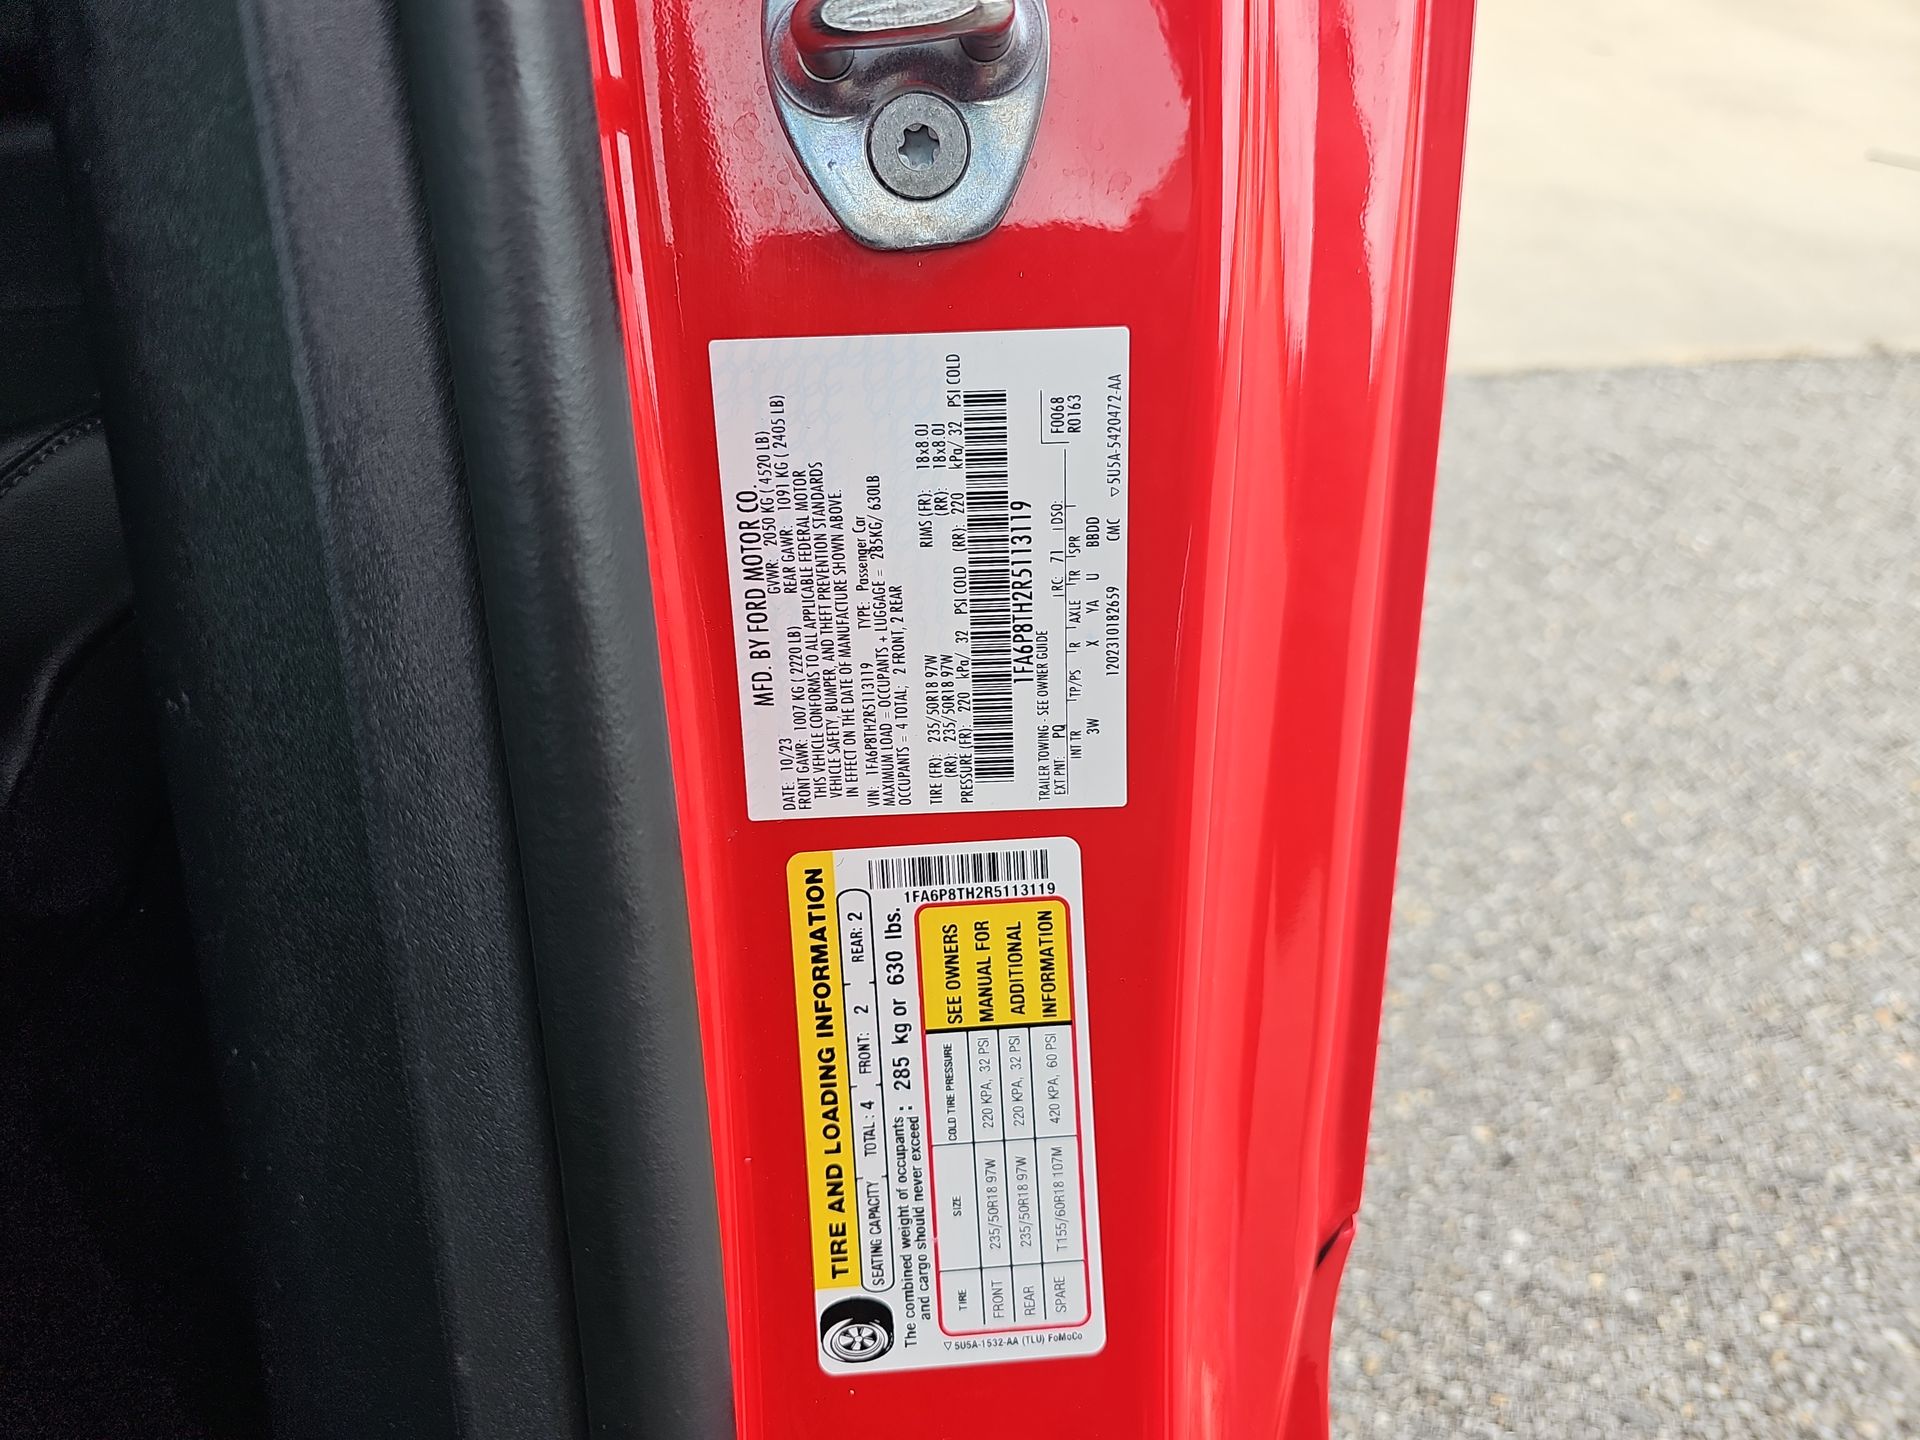 MFD. BY FORD MOTOR CO.
DATE: 10/23 GVWR: 2050 KG ( 4520 LB)
FRONT GAWR: 1007 KG ( 2220 LB) REAR GAWR: 1091 KG ( 2405 LB)
THIS VEHICLE CONFORMS TO ALL APPLICABLE FEDERAL MOTOR
VEHICLE SAFETY, BUMPER, AND THEFT PREVENTION STANDARDS
IN EFFECT ON THE DATE OF MANUFACTURE SHOWN ABOVE.
VIN: 1FA6P8TH2R5113119 TYPE: Passenger Car
MAXIMUM LOAD = OCCUPANTS + LUGGAGE = 285KG/ 630LB
OCCUPANTS = 4 TOTAL; 2 FRONT, 2 REAR
TIRE (FR): 235/50R18 97W RIMS (FR): 18x8.0J
(RR): 235/50R18 97W (RR): 18x8.0J
PRESSURE (FR): 220 kPa/ 32 PSI COLD (RR): 220 kPa/ 32 PSI COLD
1FA6P8TH2R5113119
TRAILER TOWING - SEE OWNER GUIDE
EXT PNT: PQ RC: 71 DSO: F0068
INT TR TP/PS R AXLE TR SPR R0163
3W X YA U BBDD
12023101 82659 CMC ▽5U5A-5420472-AA
TIRE AND LOADING INFORMATION
SEATING CAPACITY TOTAL : 4 FRONT: 2 REAR: 2
1FA6P8TH2R5113119
The combined weight of occupants
and cargo should never exceed : 285 kg or 630 lbs.
TIRE SIZE COLD TIRE PRESSURE
FRONT 235/50R18 97W 220 KPA, 32 PSI
REAR 235/50R18 97W 220 KPA, 32 PSI
SPARE T155/60R18 107M 420 KPA, 60 PSI
SEE OWNERS
MANUAL FOR
ADDITIONAL
INFORMATION
▽ 5U5A-1532-AA (TLU) FoMoCo